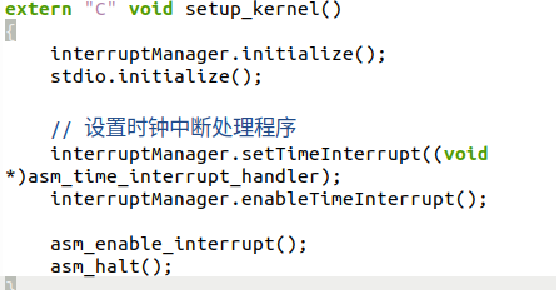 extern "C" void setup_kernel()
{
    interruptManager.initialize();
    stdio.initialize();

    // 设置时钟中断处理程序
    interruptManager.setTimeInterrupt((void
*)asm_time_interrupt_handler);
    interruptManager.enableTimeInterrupt();

    asm_enable_interrupt();
    asm_halt();
}